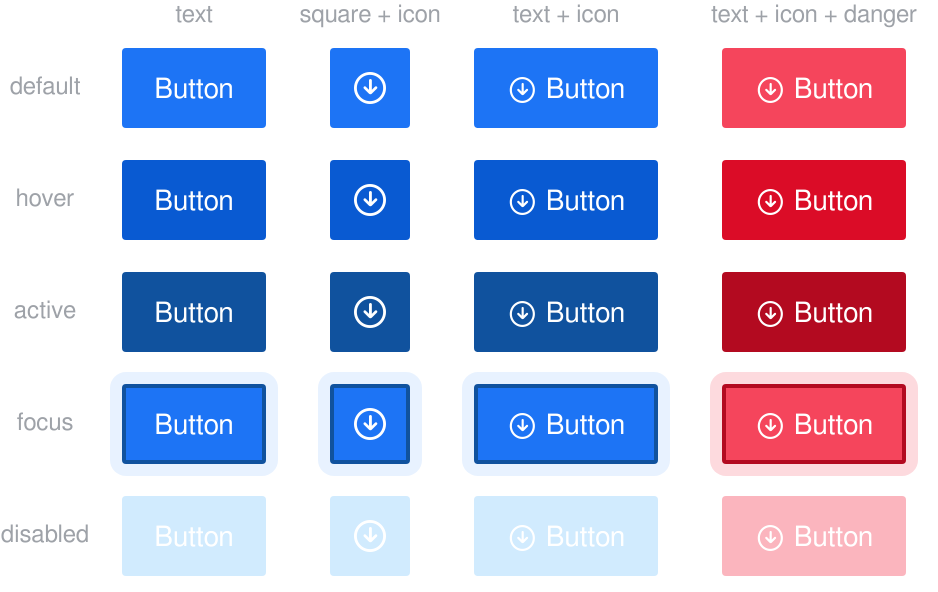 text square + icon text + icon text + icon + danger
default Button Button Button
hover Button Button Button
active Button Button Button
focus Button Button Button
disabled Button Button Button